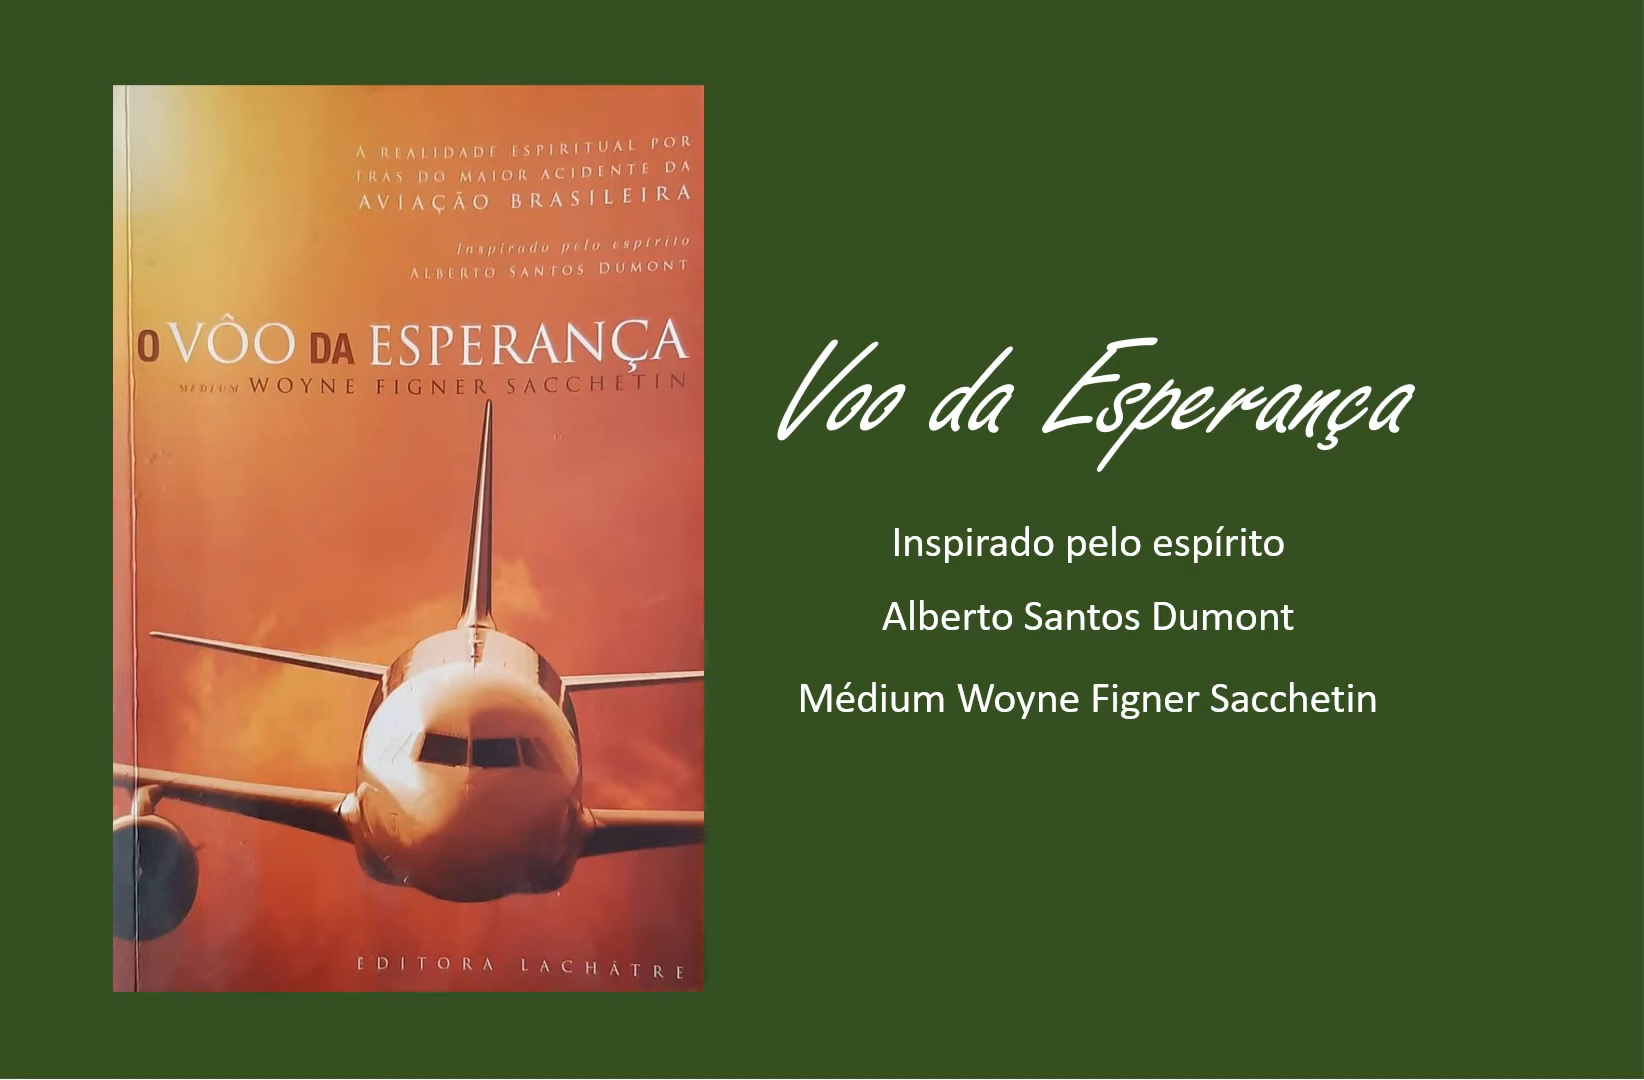 A REALIDADE ESPIRITUAL POR
TRÁS DO MAIOR ACIDENTE DA
AVIAÇÃO BRASILEIRA
Inspirado pelo espírito
ALBERTO SANTOS DUMONT
O VÔO DA ESPERANÇA
MÉDIUM WOYNE FIGNER SACCHETIN
EDITORA LACHÂTRE
Voo da Esperança
Inspirado pelo espírito
Alberto Santos Dumont
Médium Woyne Figner Sacchetin